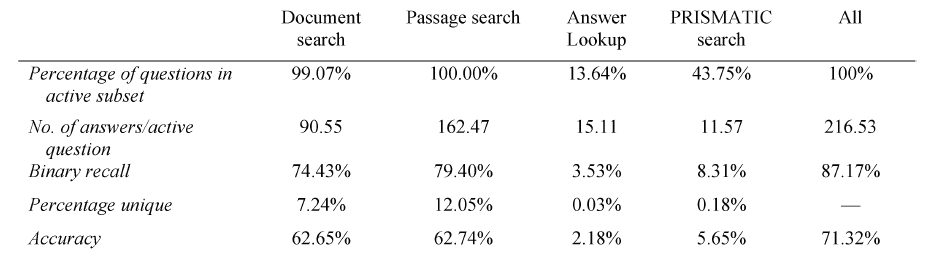 Document Passage search Answer PRISMATIC All
search Lookup search
Percentage of questions in 99.07% 100.00% 13.64% 43.75% 100%
active subset
No. of answers/active 90.55 162.47 15.11 11.57 216.53
question
Binary recall 74.43% 79.40% 3.53% 8.31% 87.17%
Percentage unique 7.24% 12.05% 0.03% 0.18% —
Accuracy 62.65% 62.74% 2.18% 5.65% 71.32%